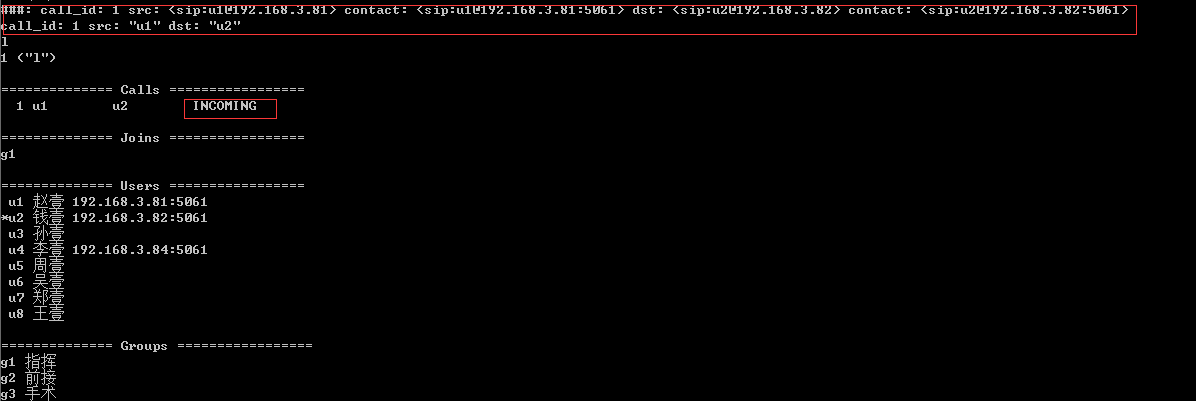 ###: call_id: 1 src: <sip:u1@192.168.3.81> contact: <sip:u1@192.168.3.81:5061> dst: <sip:u2@192.168.3.82> contact: <sip:u2@192.168.3.82:5061>
call_id: 1 src: "u1" dst: "u2"
l
1 ("l")
============== Calls =================
1 u1 u2 INCOMING
============== Joins =================
g1
============== Users =================
u1 赵壹 192.168.3.81:5061
*u2 钱壹 192.168.3.82:5061
u3 孙壹
u4 李壹 192.168.3.84:5061
u5 周壹
u6 吴壹
u7 郑壹
u8 王壹
============== Groups =================
g1 指挥
g2 前接
g3 手术